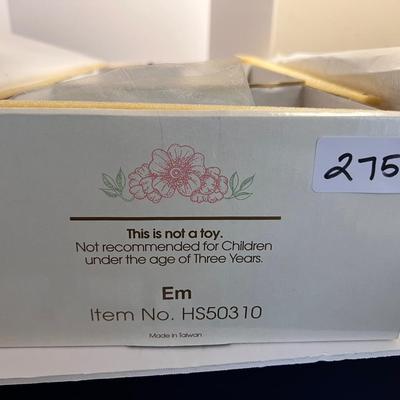 275
This is not a toy.
Not recommended for Children
under the age of Three Years.
Em
Item No. HS50310
Made in Taiwan